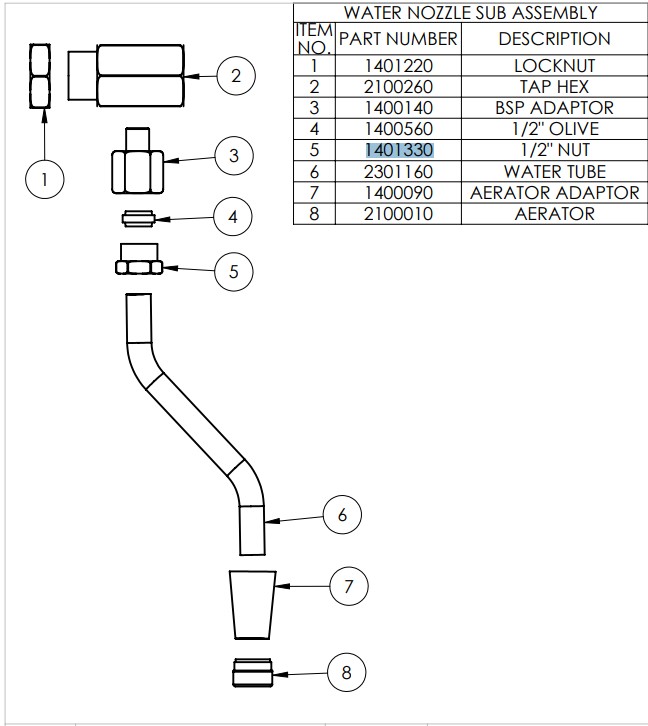 WATER NOZZLE SUB ASSEMBLY
ITEM NO. PART NUMBER DESCRIPTION
1 1401220 LOCKNUT
2 2100260 TAP HEX
3 1400140 BSP ADAPTOR
4 1400560 1/2" OLIVE
5 1401330 1/2" NUT
6 2301160 WATER TUBE
7 1400090 AERATOR ADAPTOR
8 2100010 AERATOR
2
1
3
4
5
6
7
8